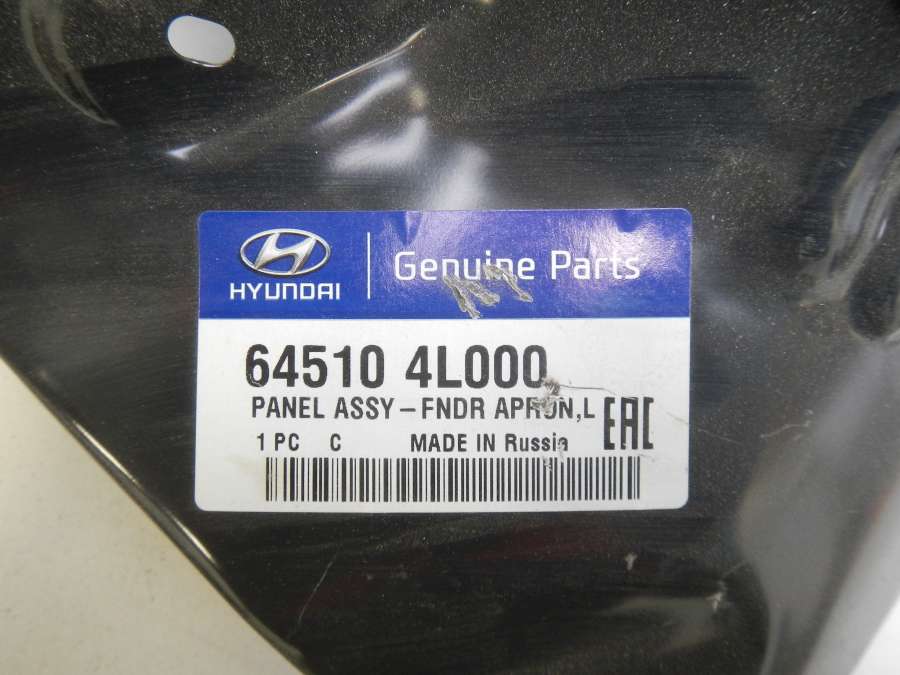 HYUNDAI
Genuine Parts
64510 4L000
PANEL ASSY-FNDR APRON,L
1 PC C MADE IN Russia
EAC